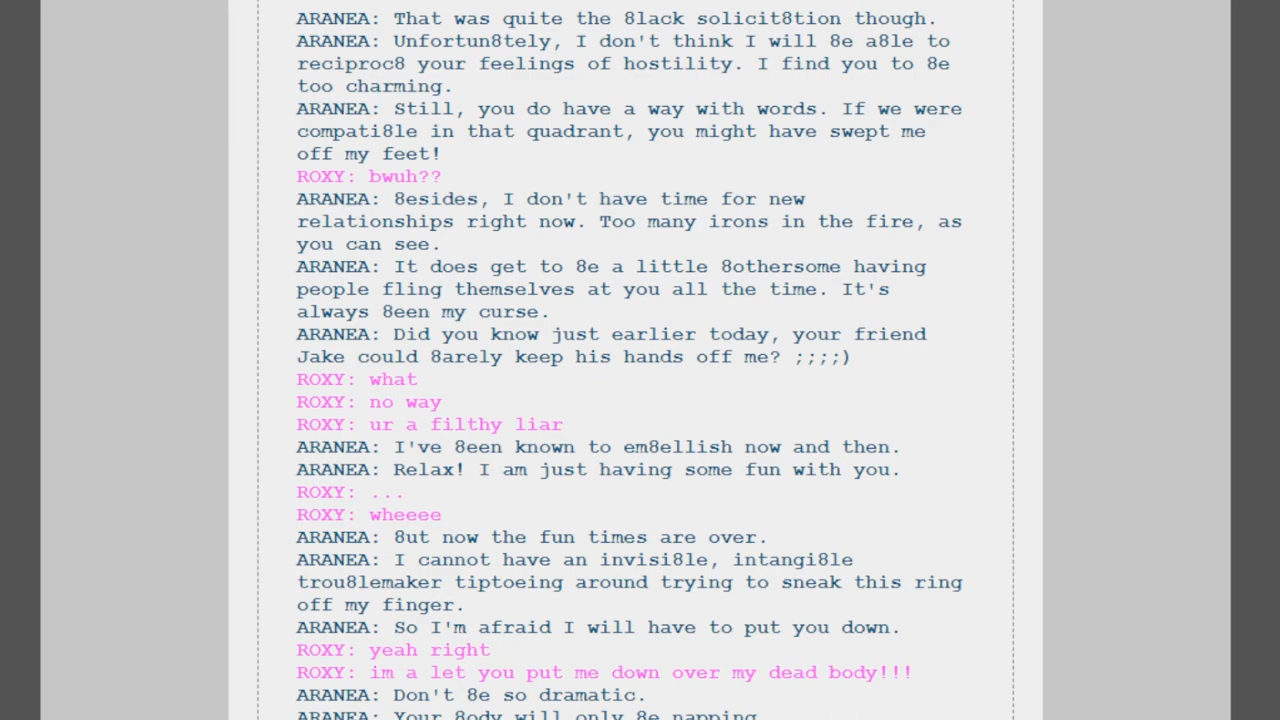 ARANEA: That was quite the 8lack solicit8tion though.
ARANEA: Unfortun8tely, I don't think I will 8e a8le to
reciproc8 your feelings of hostility. I find you to 8e
too charming.
ARANEA: Still, you do have a way with words. If we were
compati8le in that quadrant, you might have swept me
off my feet!
ROXY: bwuh??
ARANEA: 8esides, I don't have time for new
relationships right now. Too many irons in the fire, as
you can see.
ARANEA: It does get to 8e a little 8othersome having
people fling themselves at you all the time. It's
always 8een my curse.
ARANEA: Did you know just earlier today, your friend
Jake could 8arely keep his hands off me? ;;;;)
ROXY: what
ROXY: no way
ROXY: ur a filthy liar
ARANEA: I've 8een known to em8ellish now and then.
ARANEA: Relax! I am just having some fun with you.
ROXY: ...
ROXY: wheeee
ARANEA: 8ut now the fun times are over.
ARANEA: I cannot have an invisi8le, intangi8le
trou8lemaker tiptoeing around trying to sneak this ring
off my finger.
ARANEA: So I'm afraid I will have to put you down.
ROXY: yeah right
ROXY: im a let you put me down over my dead body!!!
ARANEA: Don't 8e so dramatic.
ARANEA: Your 8ody will only 8e napping.